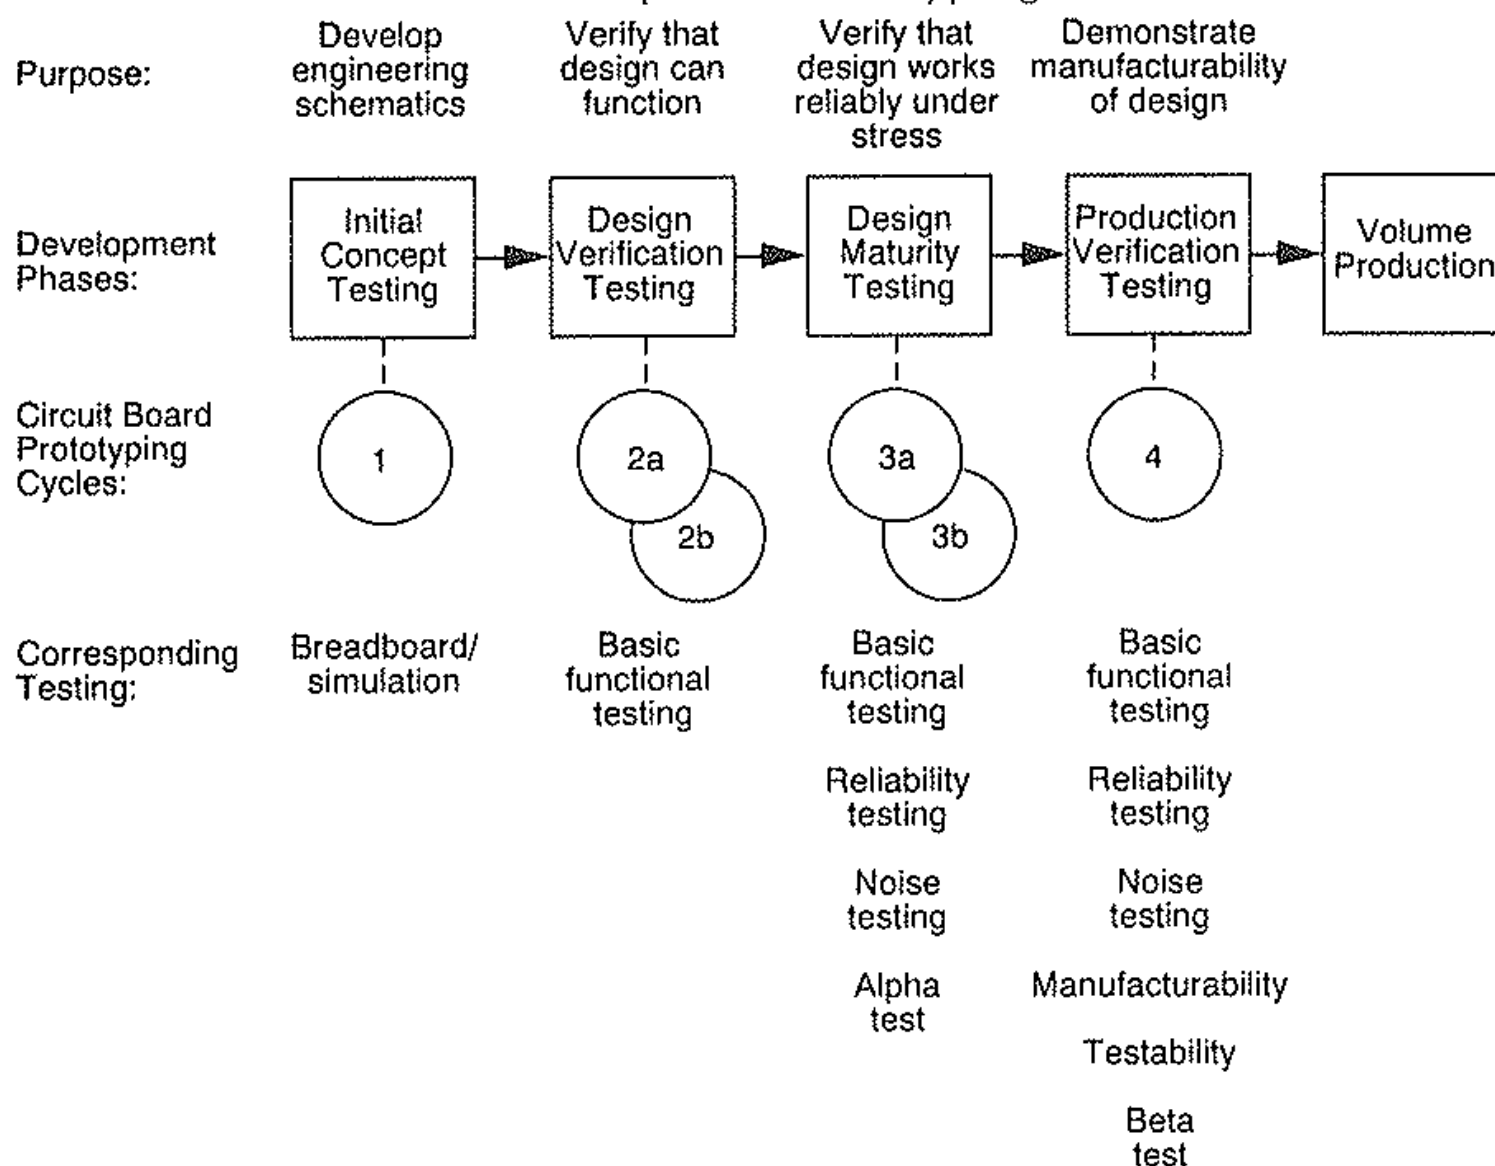 Purpose:
Develop
engineering
schematics
Verify that
design can
function
Verify that
design works
reliably under
stress
Demonstrate
manufacturability
of design
Development
Phases:
Initial
Concept
Testing
Design
Verification
Testing
Design
Maturity
Testing
Production
Verification
Testing
Volume
Production
Circuit Board
Prototyping
Cycles:
1
2a
2b
3a
3b
4
Corresponding
Testing:
Breadboard/
simulation
Basic
functional
testing
Basic
functional
testing
Reliability
testing
Noise
testing
Alpha
test
Basic
functional
testing
Reliability
testing
Noise
testing
Manufacturability
Testability
Beta
test